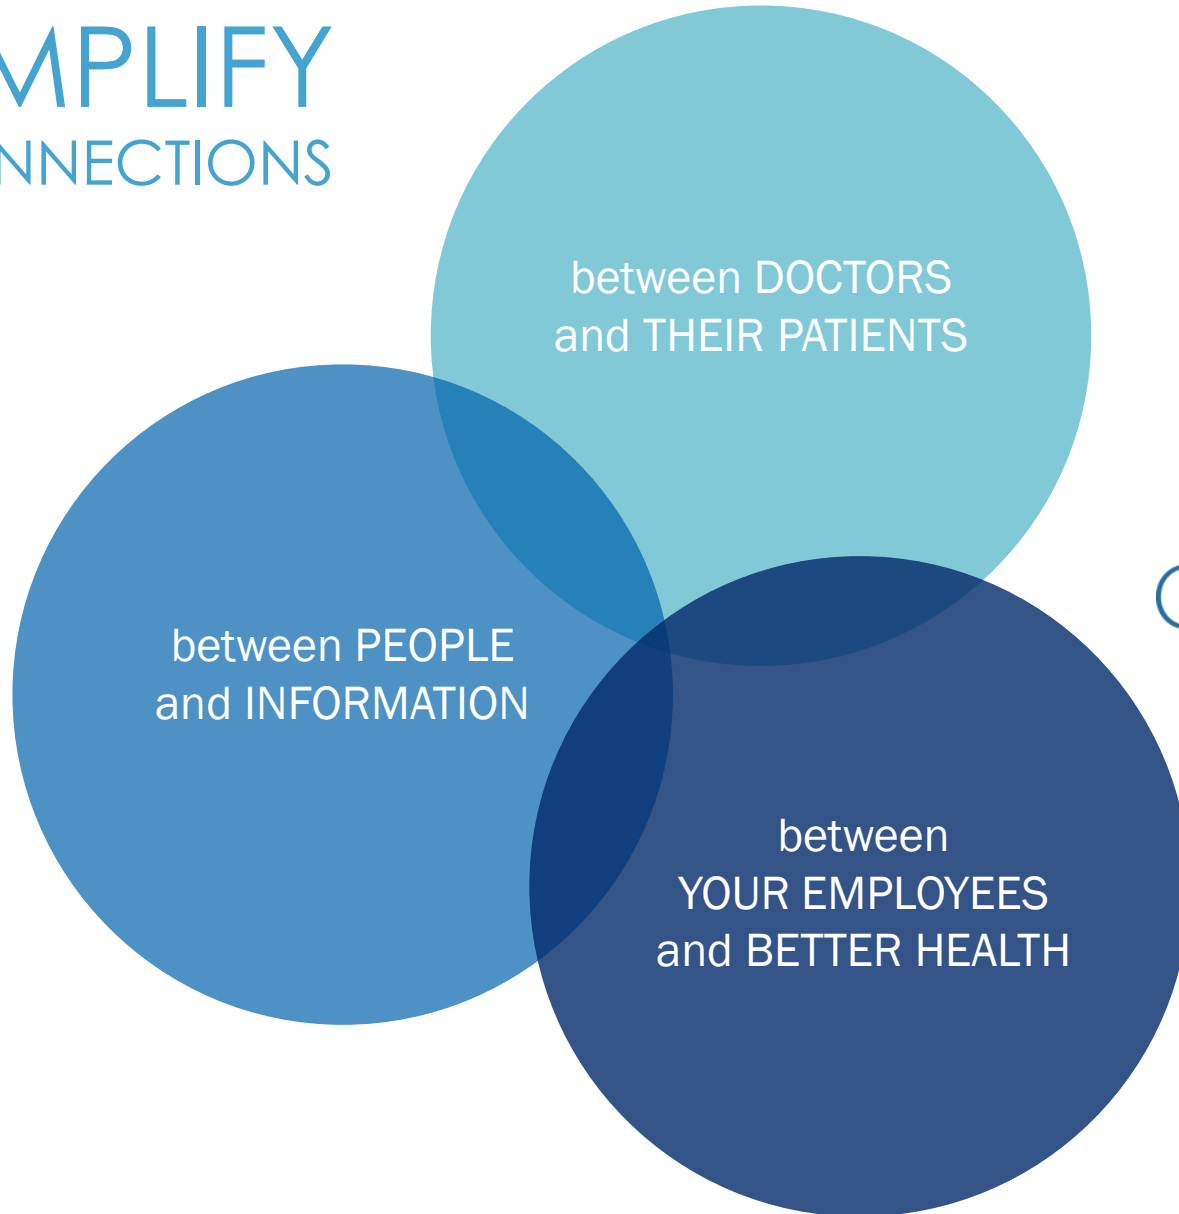 MPLIFY
NNECTIONS
between DOCTORS
and THEIR PATIENTS
between PEOPLE
and INFORMATION
between
YOUR EMPLOYEES
and BETTER HEALTH